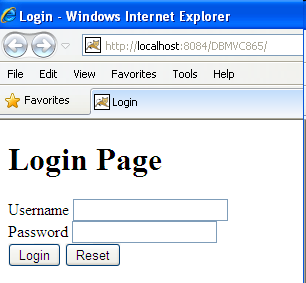 Login - Windows Internet Explorer
http://localhost:8084/DBMVC865/
File Edit View Favorites Tools Help
Favorites Login
Login Page
Username
Password
Login Reset